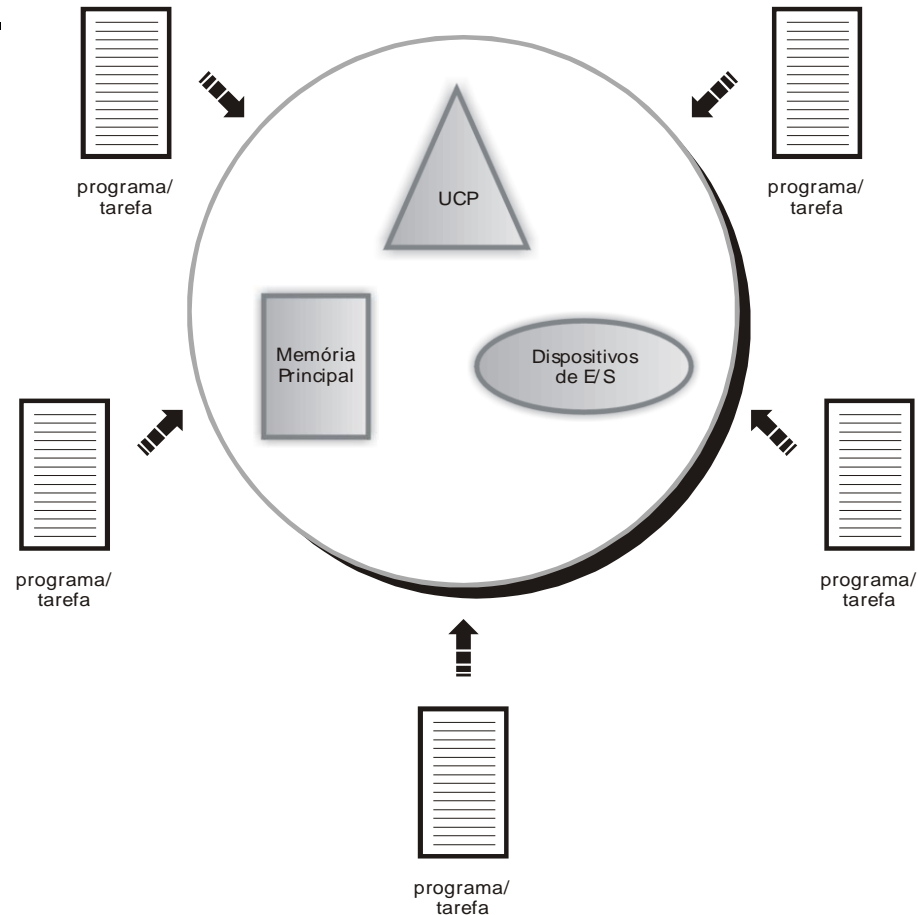 programa/
tarefa
programa/
tarefa
UCP
Memória
Principal
Dispositivos
de E/S
programa/
tarefa
programa/
tarefa
programa/
tarefa